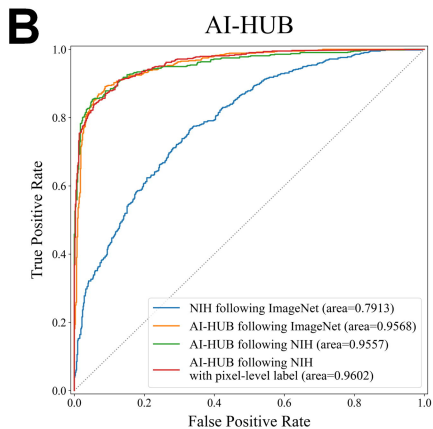 B
AI-HUB
1.0
0.8
0.6
0.4
0.2
0.0
True Positive Rate
NIH following ImageNet (area=0.7913)
AI-HUB following ImageNet (area=0.9568)
AI-HUB following NIH (area=0.9557)
AI-HUB following NIH
with pixel-level label (area=0.9602)
0.0 0.2 0.4 0.6 0.8 1.0
False Positive Rate